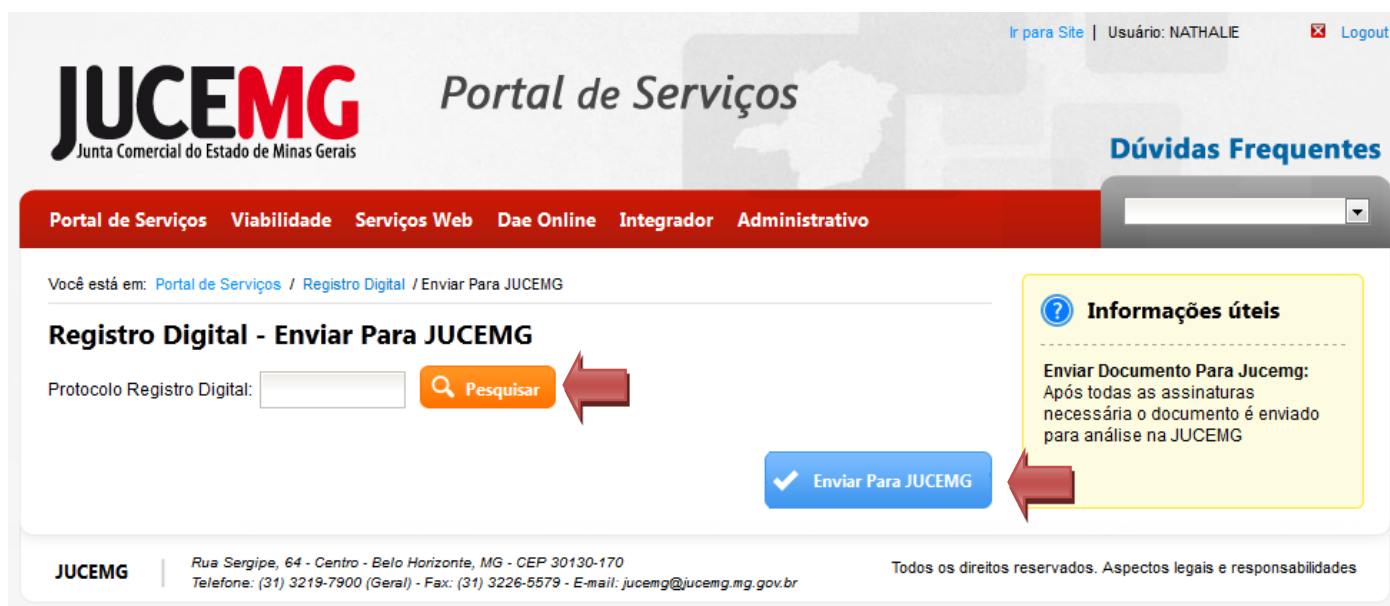 Ir para Site | Usuário: NATHALIE Logout
JUCEMG
Junta Comercial do Estado de Minas Gerais
Portal de Serviços
Dúvidas Frequentes
Portal de Serviços Viabilidade Serviços Web Dae Online Integrador Administrativo
Você está em: Portal de Serviços / Registro Digital / Enviar Para JUCEMG
Registro Digital - Enviar Para JUCEMG
Protocolo Registro Digital: Pesquisar
Enviar Para JUCEMG
? Informações úteis
Enviar Documento Para Jucemg:
Após todas as assinaturas
necessária o documento é enviado
para análise na JUCEMG
JUCEMG
Rua Sergipe, 64 - Centro - Belo Horizonte, MG - CEP 30130-170
Telefone: (31) 3219-7900 (Geral) - Fax: (31) 3226-5579 - E-mail: jucemg@jucemg.mg.gov.br
Todos os direitos reservados. Aspectos legais e responsabilidades